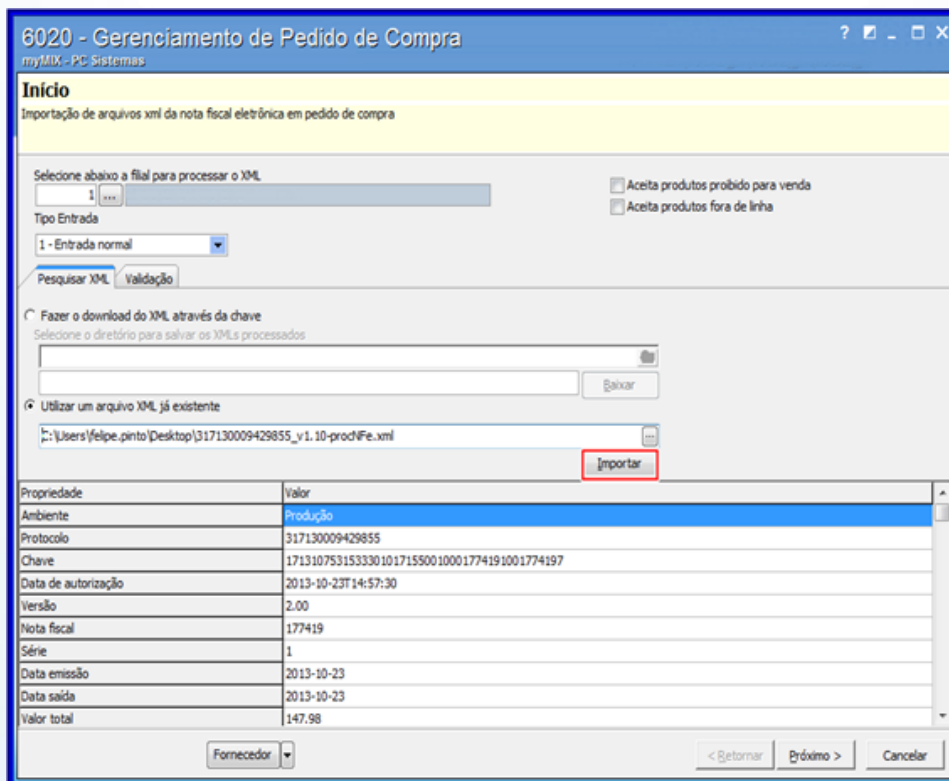 6020 - Gerenciamento de Pedido de Compra
myMIX - PC Sistemas
Início
Importação de arquivos xml da nota fiscal eletrônica em pedido de compra
Selecione abaixo a filial para processar o XML
1 ...
Aceita produtos proibido para venda
Aceita produtos fora de linha
Tipo Entrada
1 - Entrada normal
Pesquisar XML Validação
Fazer o download do XML através da chave
Selecione o diretório para salvar os XMLs processados
Baixar
Utilizar um arquivo XML já existente
C:\Users\felipe.pinto\Desktop\317130009429855_v1.10-procNFe.xml ...
Importar
Propriedade Valor
Ambiente Produção
Protocolo 317130009429855
Chave 17131075315333010171550010001774191001774197
Data de autorização 2013-10-23T14:57:30
Versão 2.00
Nota fiscal 177419
Série 1
Data emissão 2013-10-23
Data saída 2013-10-23
Valor total 147.98
Fornecedor < Retornar Próximo > Cancelar